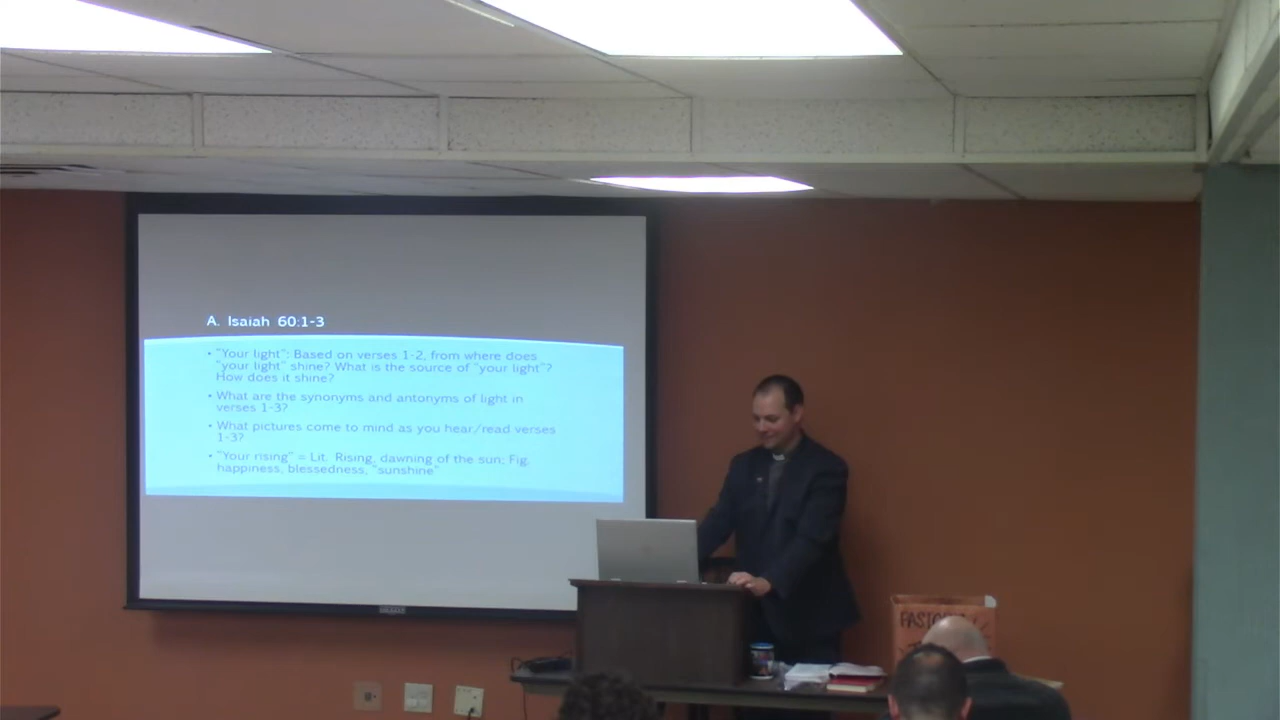 A. Isaiah 60:1-3
• "Your light": Based on verses 1-2, from where does
"your light" shine? What is the source of "your light"?
How does it shine?
• What are the synonyms and antonyms of light in
verses 1-3?
• What pictures come to mind as you hear/read verses
1-3?
• "Your rising" = Lit. Rising, dawning of the sun; Fig.
happiness, blessedness, "sunshine"